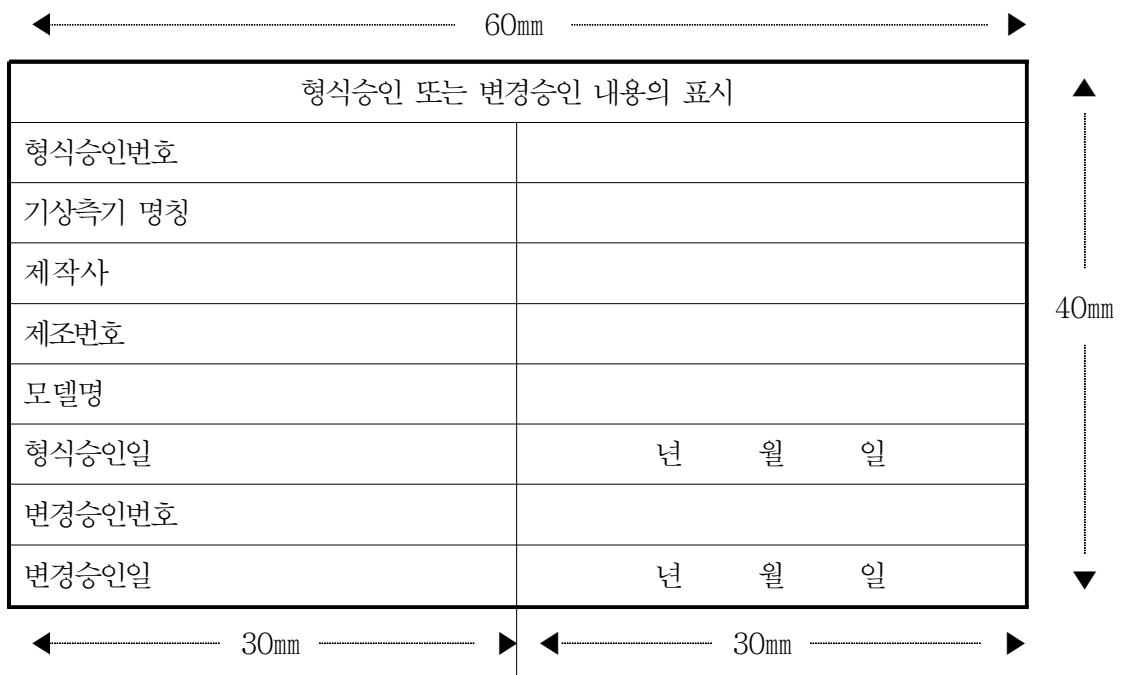 60㎜
형식승인 또는 변경승인 내용의 표시
형식승인번호
기상측기 명칭
제작사
제조번호
40㎜
모델명
형식승인일 년 월 일
변경승인번호
변경승인일 년 월 일
30㎜ 30㎜